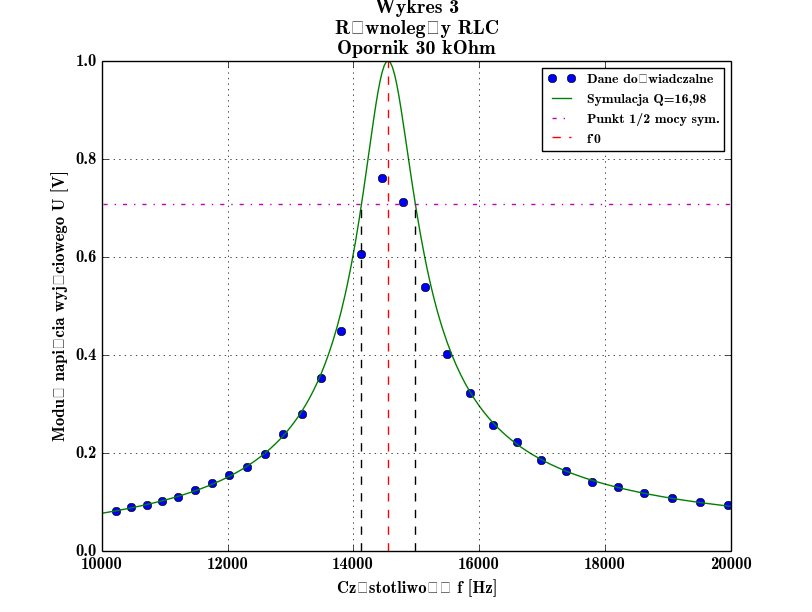 Wykres 3
R□wnoleg□y RLC
Opornik 30 kOhm
Dane do□wiadczalne
Symulacja Q=16,98
Punkt 1/2 mocy sym.
f0
Modu□ napi□cia wyj□ciowego U [V]
1.0
0.8
0.6
0.4
0.2
0.0
10000 12000 14000 16000 18000 20000
Cz□stotliwo□□ f [Hz]